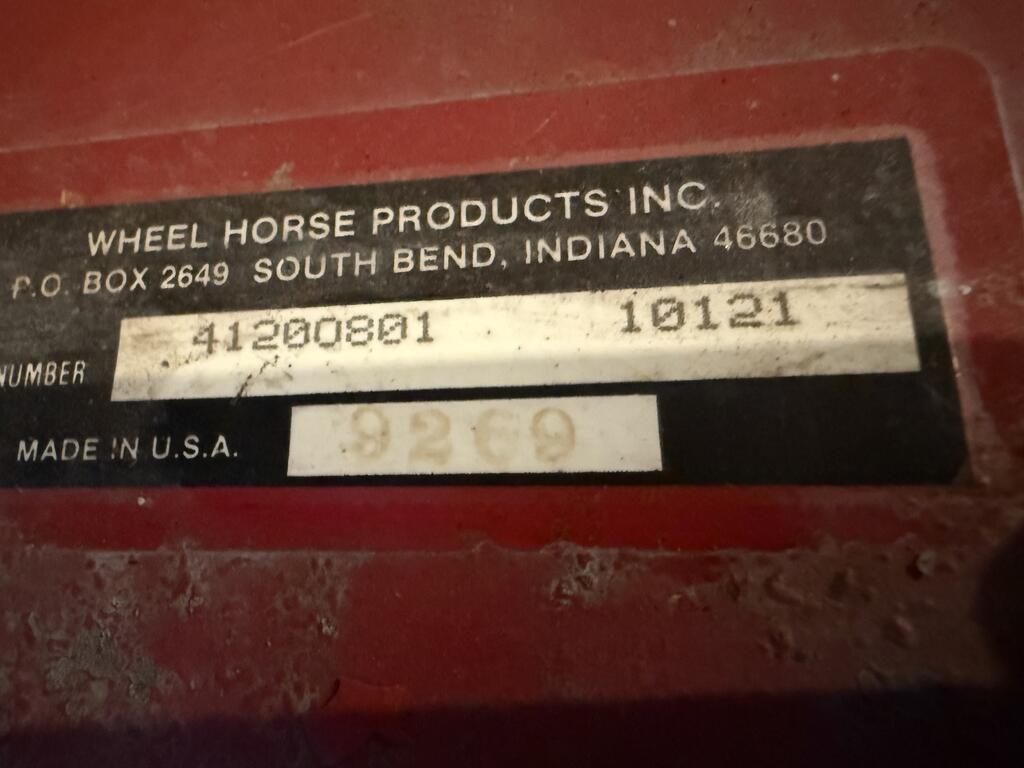 WHEEL HORSE PRODUCTS INC.
P.O. BOX 2649 SOUTH BEND, INDIANA 46680
NUMBER 41200801 10121
MADE IN U.S.A. 9269